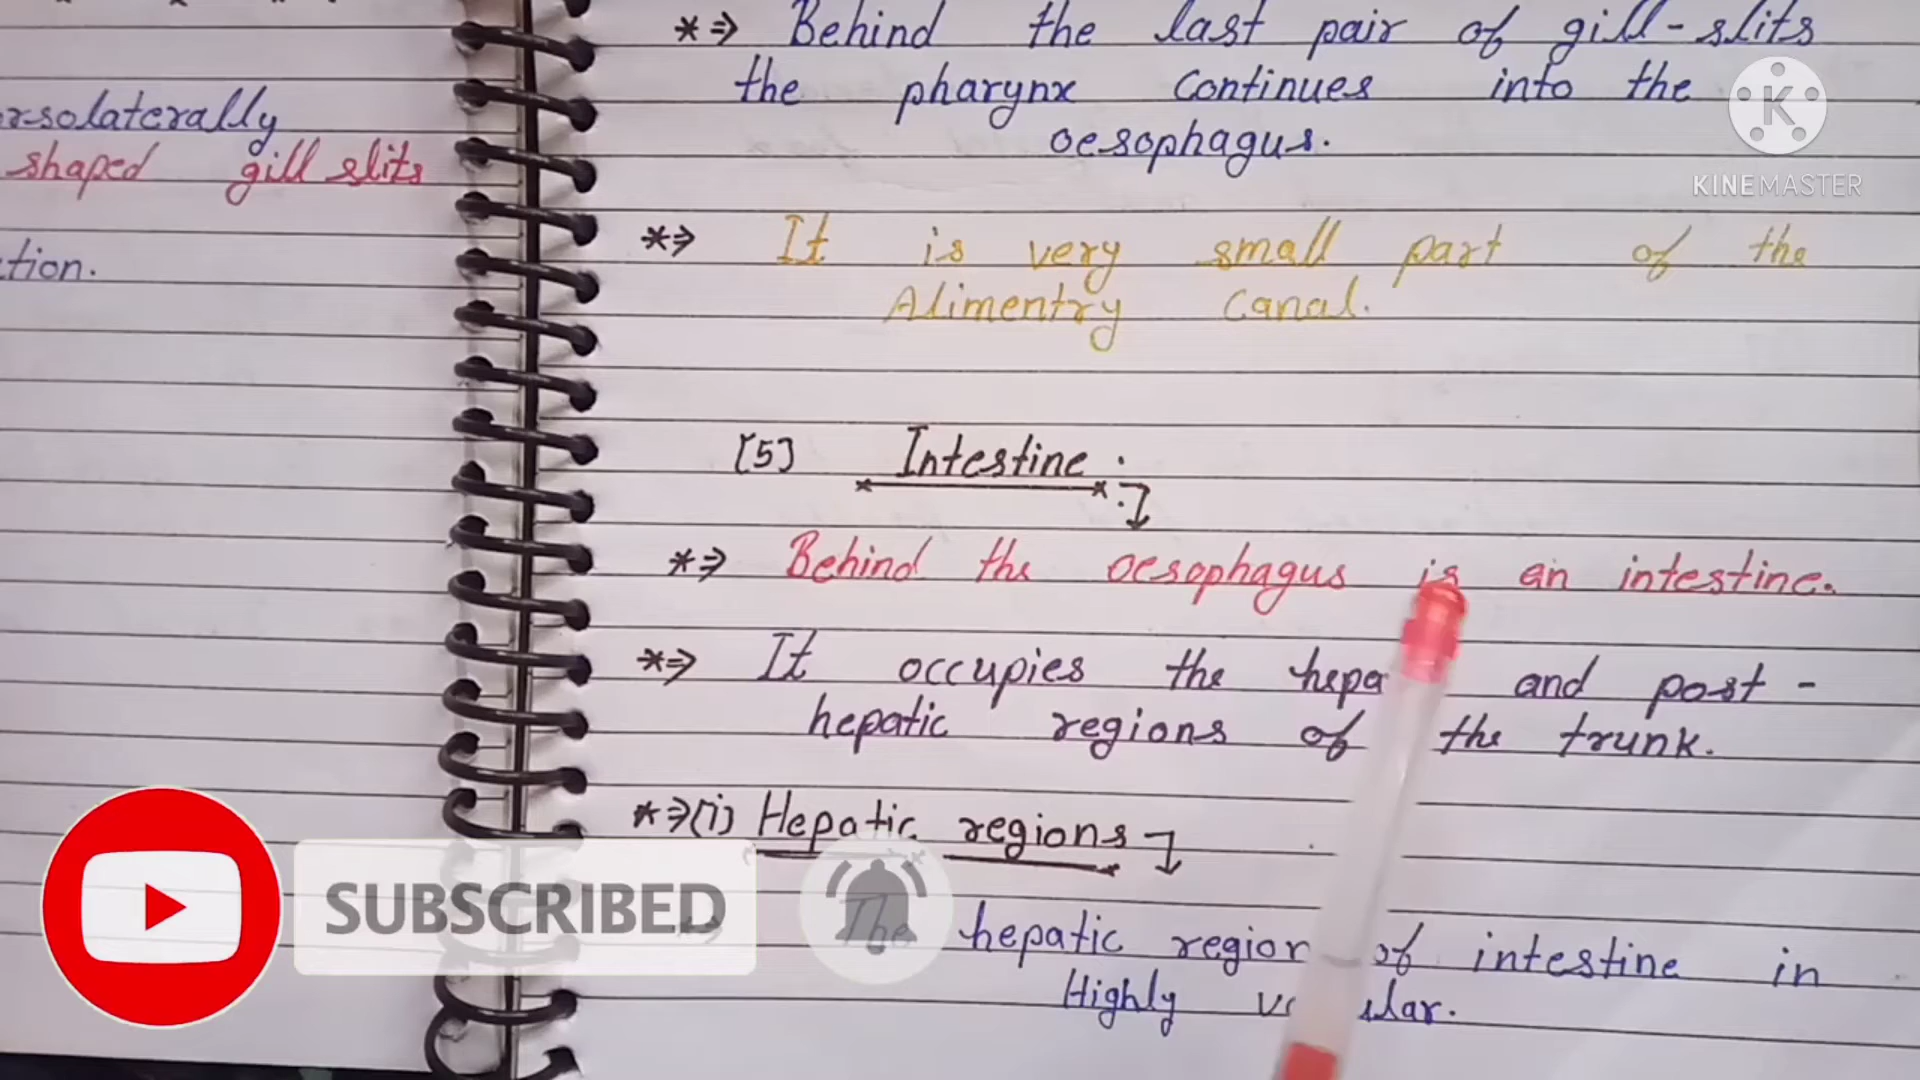 rsolaterally
shaped gill slits
tion.
*⇒ Behind the last pair of gill-slits
the pharynx continues into the
oesophagus.
*⇒ It is very small part of the
Alimentry Canal.
[5] Intestine :
*⇒ Behind the oesophagus is an intestine.
*⇒ It occupies the and post-
hepatic regions of the trunk.
*⇒(i) Hepatic regions
The hepatic region of intestine in
Highly
K
KINEMASTER
SUBSCRIBED